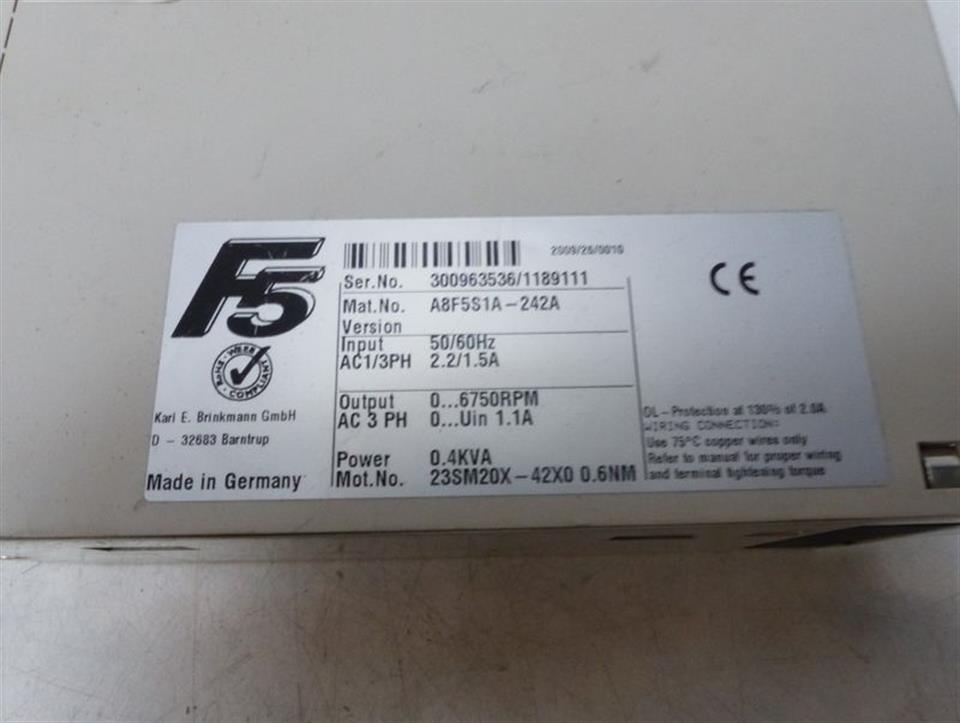 F5
2009/26/0010
Ser.No. 300963536/1189111
Mat.No. A8F5S1A-242A
Version
Input 50/60Hz
AC1/3PH 2.2/1.5A
Output 0...6750RPM
AC 3 PH 0...Uin 1.1A
Power 0.4KVA
Mot.No. 23SM20X-42X0 0.6NM
RoHS · WEEE
COMPLIANT
Karl E. Brinkmann GmbH
D - 32683 Barntrup
Made in Germany
CE
OL-Protection at 130% of 2.0A
WIRING CONNECTION:
Use 75°C copper wires only
Refer to manual for proper wiring
and terminal tightening torque